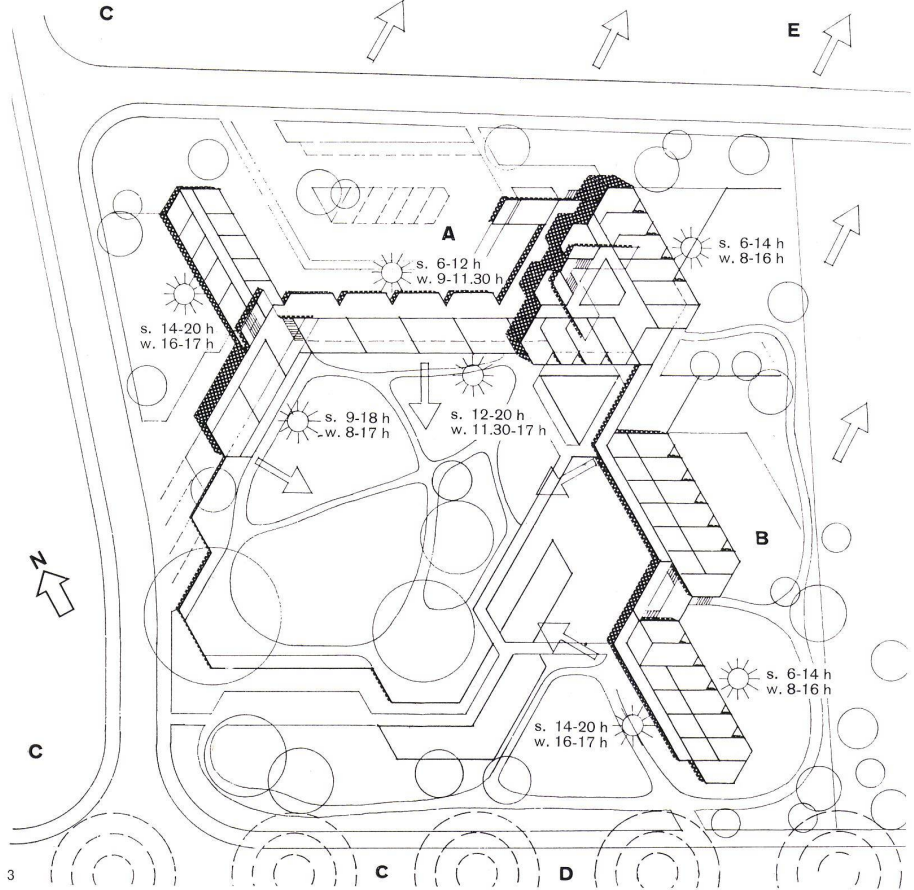 C
E
A
s. 6-12 h
w. 9-11.30 h
s. 6-14 h
w. 8-16 h
s. 14-20 h
w. 16-17 h
s. 9-18 h
w. 8-17 h
s. 12-20 h
w. 11.30-17 h
B
N
s. 6-14 h
w. 8-16 h
s. 14-20 h
w. 16-17 h
C
C
D
3